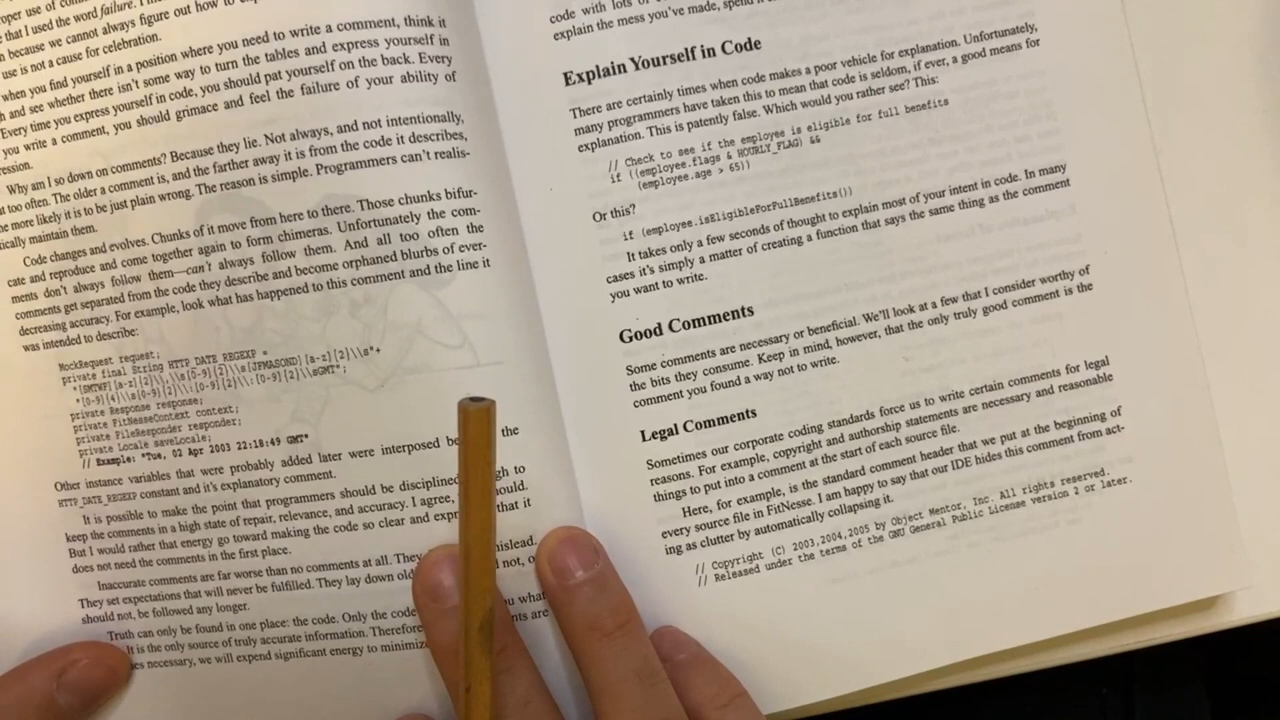 that I used the word failure.
because we cannot always figure out how to
use is not a cause for celebration.
when you find yourself in a position where you need to write a comment, think it
and see whether there isn't some way to turn the tables and express yourself in
Every time you express yourself in code, you should pat yourself on the back. Every
you write a comment, you should grimace and feel the failure of your ability of
ression.
Why am I so down on comments? Because they lie. Not always, and not intentionally,
too often. The older a comment is, and the farther away it is from the code it describes,
more likely it is to be just plain wrong. The reason is simple. Programmers can't realis-
tically maintain them.
Code changes and evolves. Chunks of it move from here to there. Those chunks bifur-
cate and reproduce and come together again to form chimeras. Unfortunately the com-
ments don't always follow them—can't always follow them. And all too often the
comments get separated from the code they describe and become orphaned blurbs of ever-
decreasing accuracy. For example, look what has happened to this comment and the line it
was intended to describe:
MockRequest request;
private final String HTTP_DATE_REGEXP =
"[SMTWF][a-z]{2}\\,\\s[0-9]{2}\\s[JFMASOND][a-z]{2}\\s"+
"[0-9]{4}\\s[0-9]{2}\\:[0-9]{2}\\:[0-9]{2}\\sGMT";
private Response response;
private FitNesseContext context;
private FileResponder responder;
private Locale saveLocale;
// Example: "Tue, 02 Apr 2003 22:18:49 GMT"
Other instance variables that were probably added later were interposed the
HTTP_DATE_REGEXP constant and it's explanatory comment.
It is possible to make the point that programmers should be disciplined gh to
keep the comments in a high state of repair, relevance, and accuracy. I agree, hould.
But I would rather that energy go toward making the code so clear and that it
does not need the comments in the first place.
Inaccurate comments are far worse than no comments at all. They mislead.
They set expectations that will never be fulfilled. They lay down old not,
should not, be followed any longer.
Truth can only be found in one place: the code. Only the code what
It is the only source of truly accurate information. Therefore are
necessary, we will expend significant energy to minimize
code with lots of
explain the mess you've made,
Explain Yourself in Code
There are certainly times when code makes a poor vehicle for explanation. Unfortunately,
many programmers have taken this to mean that code is seldom, if ever, a good means for
explanation. This is patently false. Which would you rather see? This:
// Check to see if the employee is eligible for full benefits
if ((employee.flags & HOURLY_FLAG) &&
(employee.age > 65))
Or this?
if (employee.isEligibleForFullBenefits())
It takes only a few seconds of thought to explain most of your intent in code. In many
cases it's simply a matter of creating a function that says the same thing as the comment
you want to write.
Good Comments
Some comments are necessary or beneficial. We'll look at a few that I consider worthy of
the bits they consume. Keep in mind, however, that the only truly good comment is the
comment you found a way not to write.
Legal Comments
Sometimes our corporate coding standards force us to write certain comments for legal
reasons. For example, copyright and authorship statements are necessary and reasonable
things to put into a comment at the start of each source file.
Here, for example, is the standard comment header that we put at the beginning of
every source file in FitNesse. I am happy to say that our IDE hides this comment from act-
ing as clutter by automatically collapsing it.
// Copyright (C) 2003,2004,2005 by Object Mentor, Inc. All rights reserved.
// Released under the terms of the GNU General Public License version 2 or later.